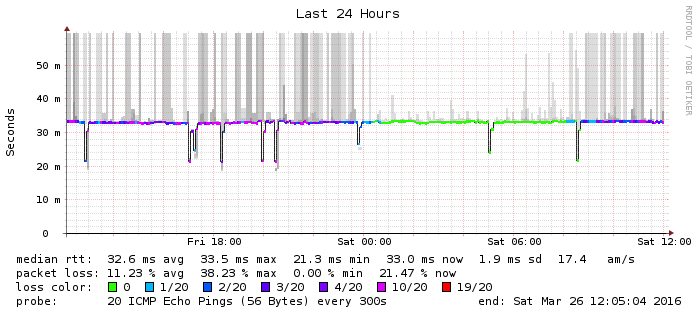 Last 24 Hours
RRDTOOL / TOBI OETIKER
Seconds
50 m
40 m
30 m
20 m
10 m
0
Fri 18:00 Sat 00:00 Sat 06:00 Sat 12:00
median rtt: 32.6 ms avg 33.5 ms max 21.3 ms min 33.0 ms now 1.9 ms sd 17.4 am/s
packet loss: 11.23 % avg 38.23 % max 0.00 % min 21.47 % now
loss color: 0 1/20 2/20 3/20 4/20 10/20 19/20
probe: 20 ICMP Echo Pings (56 Bytes) every 300s end: Sat Mar 26 12:05:04 2016